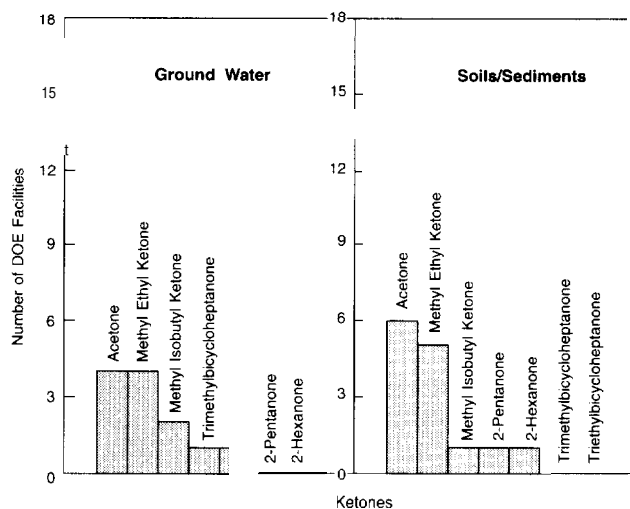 18
15
12
9
6
3
0
Number of DOE Facilities
Ground Water
Acetone
Methyl Ethyl Ketone
Methyl Isobutyl Ketone
Trimethylbicycloheptanone
2-Pentanone
2-Hexanone
18
15
12
9
6
3
0
Soils/Sediments
Acetone
Methyl Ethyl Ketone
Methyl Isobutyl Ketone
2-Pentanone
2-Hexanone
Trimethylbicycloheptanone
Triethylbicycloheptanone
Ketones